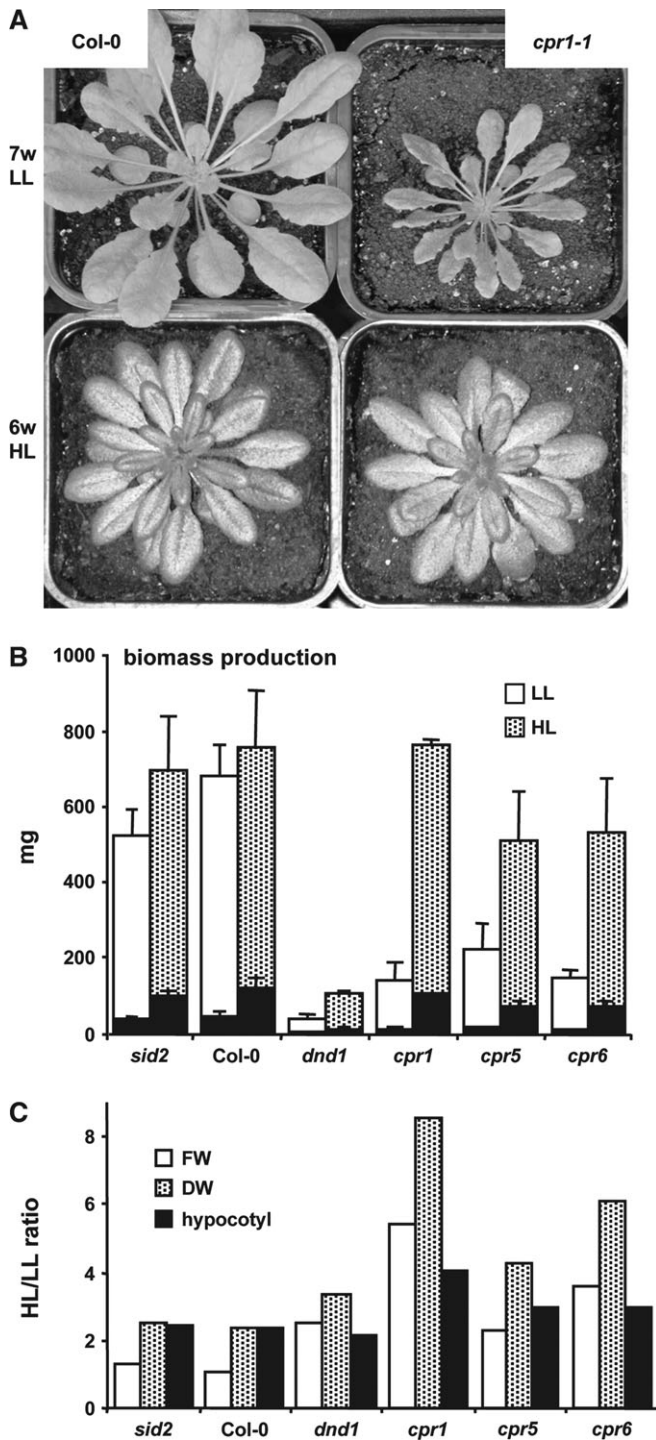 A
Col-0
cpr1-1
7w
LL
6w
HL
B
biomass production
1000
800
600
400
200
0
mg
LL
HL
sid2 Col-0 dnd1 cpr1 cpr5 cpr6
C
8
6
4
2
0
HL/LL ratio
FW
DW
hypocotyl
sid2 Col-0 dnd1 cpr1 cpr5 cpr6